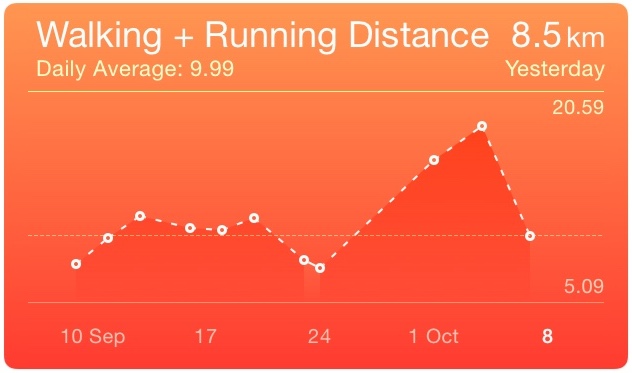 Walking + Running Distance 8.5 km
Daily Average: 9.99 Yesterday
20.59
5.09
10 Sep 17 24 1 Oct 8